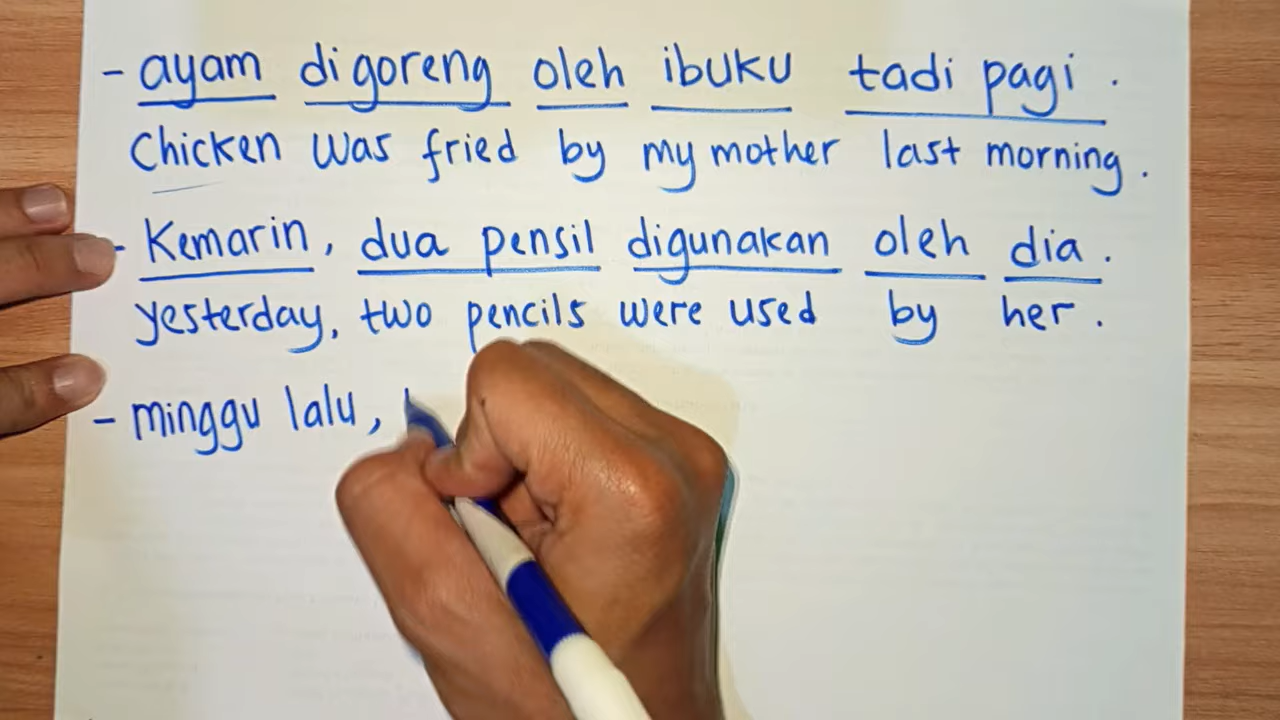 - ayam digoreng oleh ibuku tadi pagi.
Chicken was fried by my mother last morning.
- Kemarin, dua pensil digunakan oleh dia.
yesterday, two pencils were used by her.
- minggu lalu,